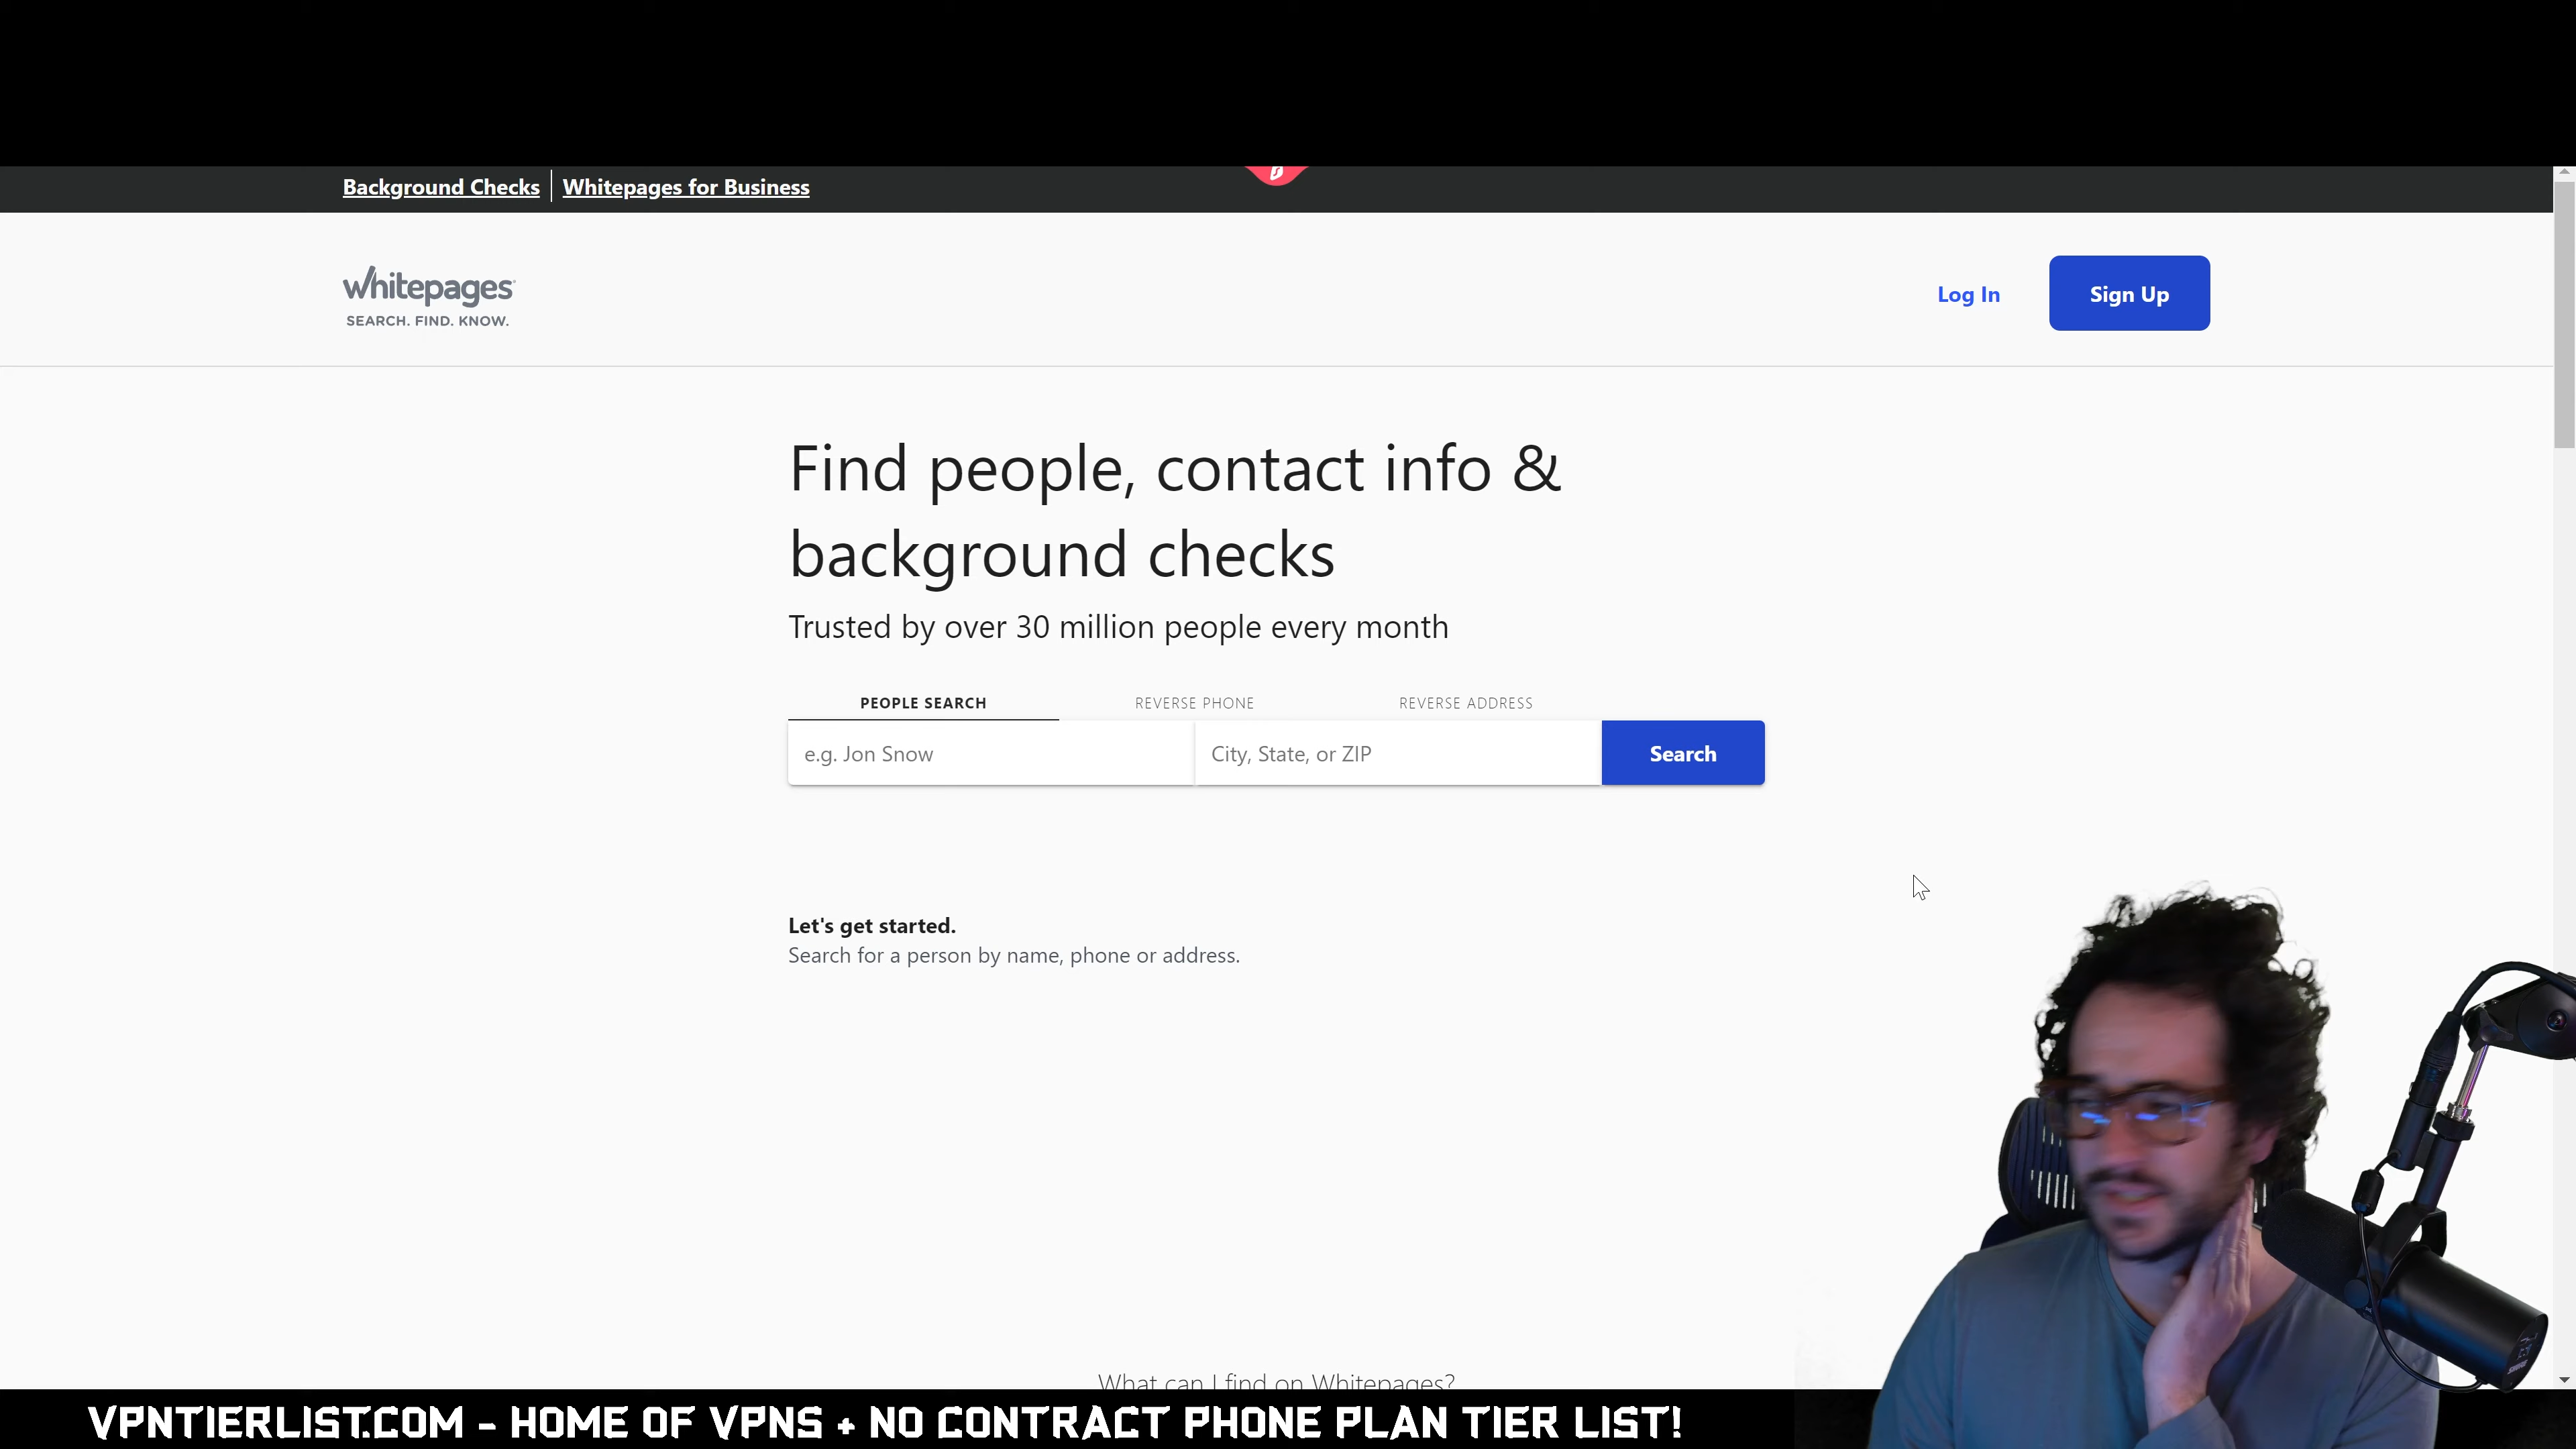 Background Checks | Whitepages for Business
whitepages
SEARCH. FIND. KNOW.
Log In
Sign Up
Find people, contact info &
background checks
Trusted by over 30 million people every month
PEOPLE SEARCH
REVERSE PHONE
REVERSE ADDRESS
e.g. Jon Snow
City, State, or ZIP
Search
Let's get started.
Search for a person by name, phone or address.
What can I find on Whitepages?
VPNTIERLIST.COM - HOME OF VPNS + NO CONTRACT PHONE PLAN TIER LIST!